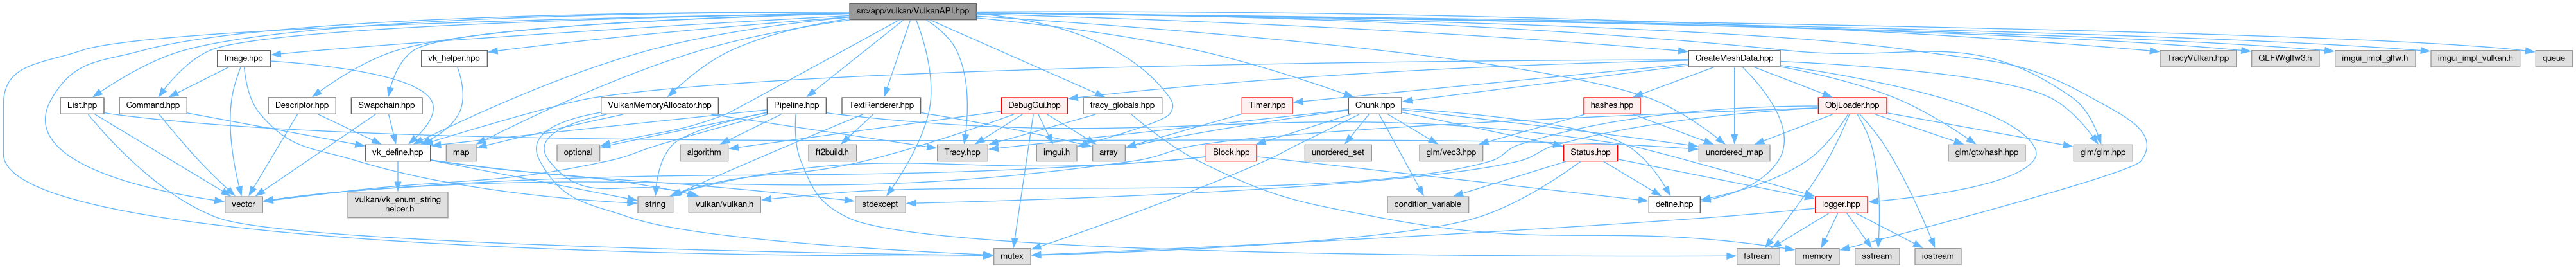 src/app/vulkan/VulkanAPI.hpp
Image.hpp
vk_helper.hpp
CreateMeshData.hpp
TracyVulkan.hpp
GLFW/glfw3.h
imgui_impl_glfw.h
imgui_impl_vulkan.h
queue
List.hpp
Command.hpp
Descriptor.hpp
Swapchain.hpp
VulkanMemoryAllocator.hpp
Pipeline.hpp
TextRenderer.hpp
DebugGui.hpp
tracy_globals.hpp
Timer.hpp
Chunk.hpp
hashes.hpp
ObjLoader.hpp
vk_define.hpp
map
optional
algorithm
ft2build.h
Tracy.hpp
imgui.h
array
Block.hpp
unordered_set
glm/vec3.hpp
Status.hpp
unordered_map
glm/gtx/hash.hpp
glm/glm.hpp
vector
vulkan/vk_enum_string
_helper.h
string
vulkan/vulkan.h
stdexcept
condition_variable
define.hpp
logger.hpp
mutex
fstream
memory
sstream
iostream